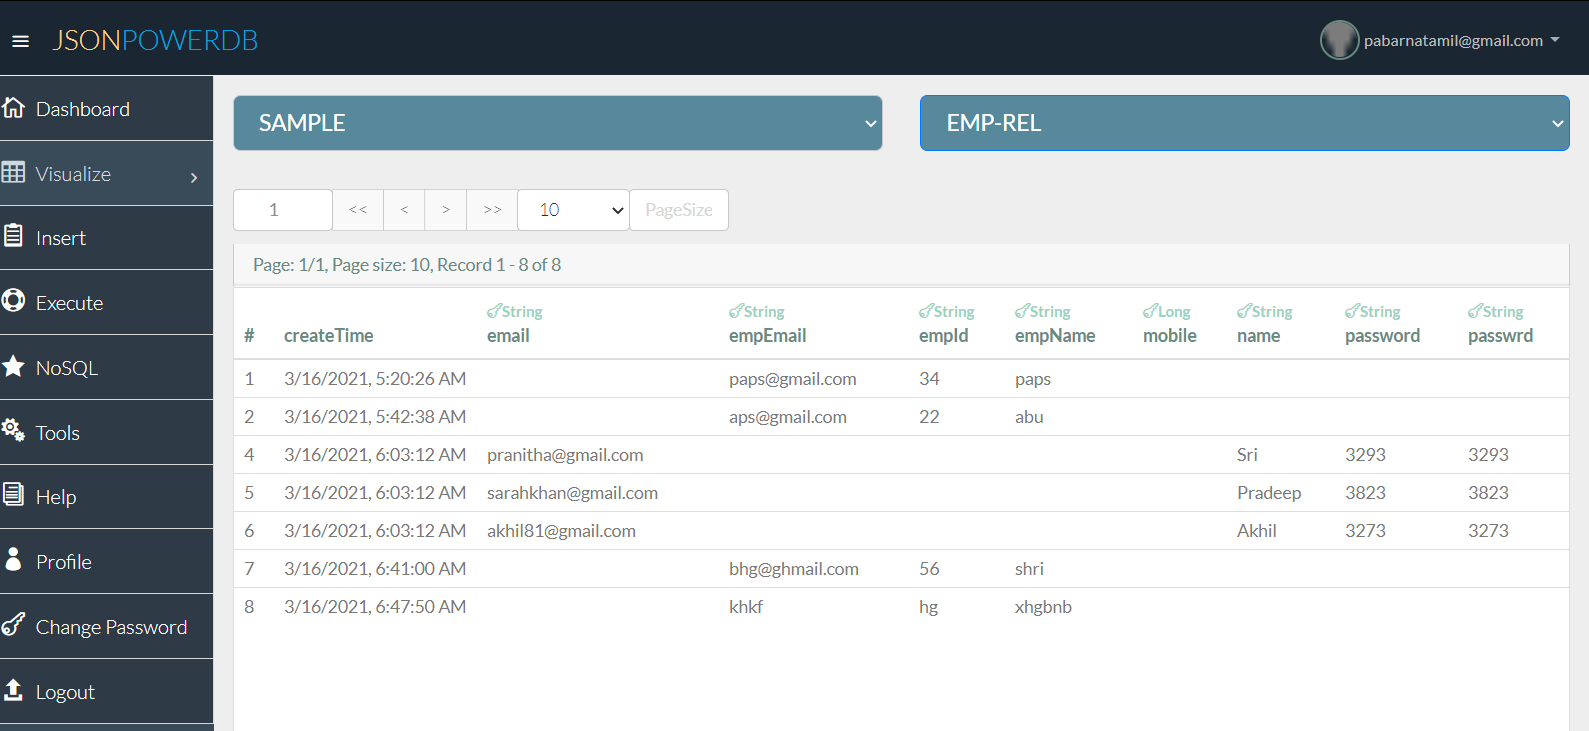 JSONPOWERDB
pabarnatamil@gmail.com
Dashboard
Visualize
Insert
Execute
NoSQL
Tools
Help
Profile
Change Password
Logout
SAMPLE
EMP-REL
1 << < > >> 10 PageSize
Page: 1/1, Page size: 10, Record 1 - 8 of 8
String String String String Long String String String
# createTime email empEmail empId empName mobile name password passwrd
1 3/16/2021, 5:20:26 AM paps@gmail.com 34 paps
2 3/16/2021, 5:42:38 AM aps@gmail.com 22 abu
4 3/16/2021, 6:03:12 AM pranitha@gmail.com Sri 3293 3293
5 3/16/2021, 6:03:12 AM sarahkhan@gmail.com Pradeep 3823 3823
6 3/16/2021, 6:03:12 AM akhil81@gmail.com Akhil 3273 3273
7 3/16/2021, 6:41:00 AM bhg@ghmail.com 56 shri
8 3/16/2021, 6:47:50 AM khkf hg xhgbnb